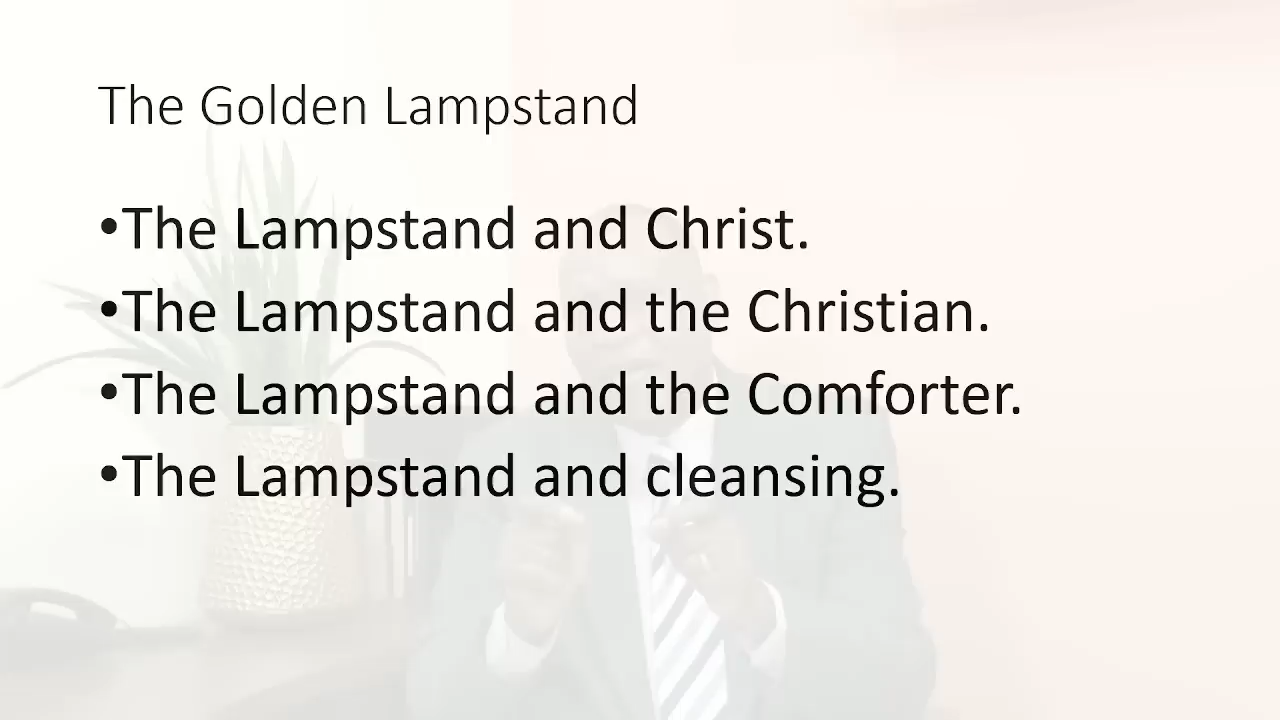 The Golden Lampstand
•The Lampstand and Christ.
•The Lampstand and the Christian.
•The Lampstand and the Comforter.
•The Lampstand and cleansing.